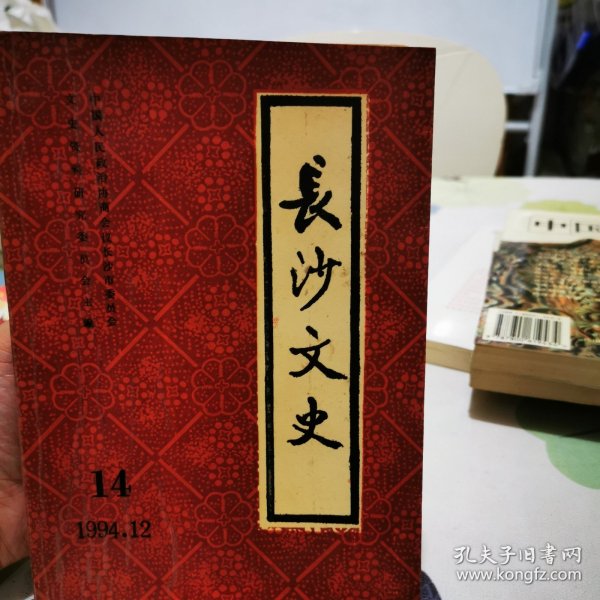 長沙文史
中国人民政治协商会议长沙市委员会
文史资料研究委员会主编
14
1994.12
孔夫子旧书网
www.kongfz.com